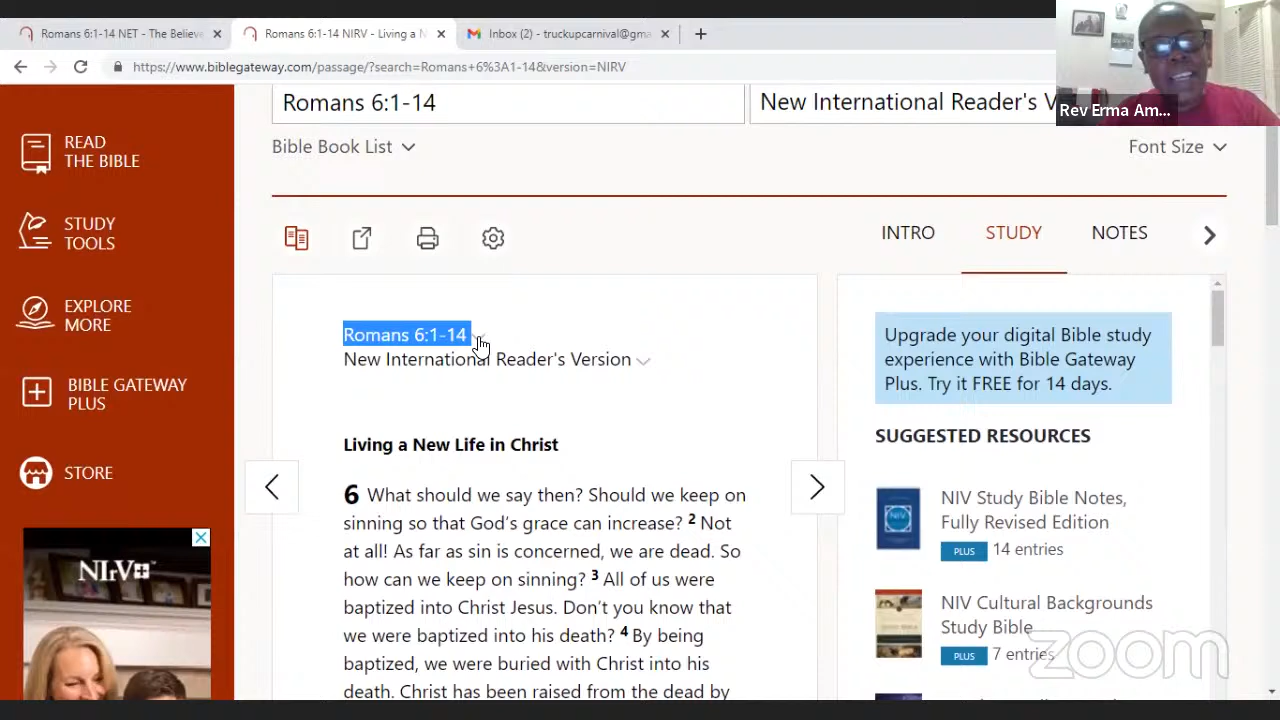 Romans 6:1-14 NET - The Believe
Romans 6:1-14 NIRV - Living a N
Inbox (2) - truckupcarnival@gma
https://www.biblegateway.com/passage/?search=Romans+6%3A1-14&version=NIRV
Rev Erma Am...
READ
THE BIBLE
STUDY
TOOLS
EXPLORE
MORE
BIBLE GATEWAY
PLUS
STORE
NIrV
Romans 6:1-14
New International Reader's V
Bible Book List
Font Size
INTRO STUDY NOTES
Romans 6:1-14
New International Reader's Version
Living a New Life in Christ
6 What should we say then? Should we keep on
sinning so that God’s grace can increase? 2 Not
at all! As far as sin is concerned, we are dead. So
how can we keep on sinning? 3 All of us were
baptized into Christ Jesus. Don’t you know that
we were baptized into his death? 4 By being
baptized, we were buried with Christ into his
death. Christ has been raised from the dead by
Upgrade your digital Bible study
experience with Bible Gateway
Plus. Try it FREE for 14 days.
SUGGESTED RESOURCES
NIV
NIV Study Bible Notes,
Fully Revised Edition
PLUS 14 entries
NIV Cultural Backgrounds
Study Bible
PLUS 7 entries
zoom